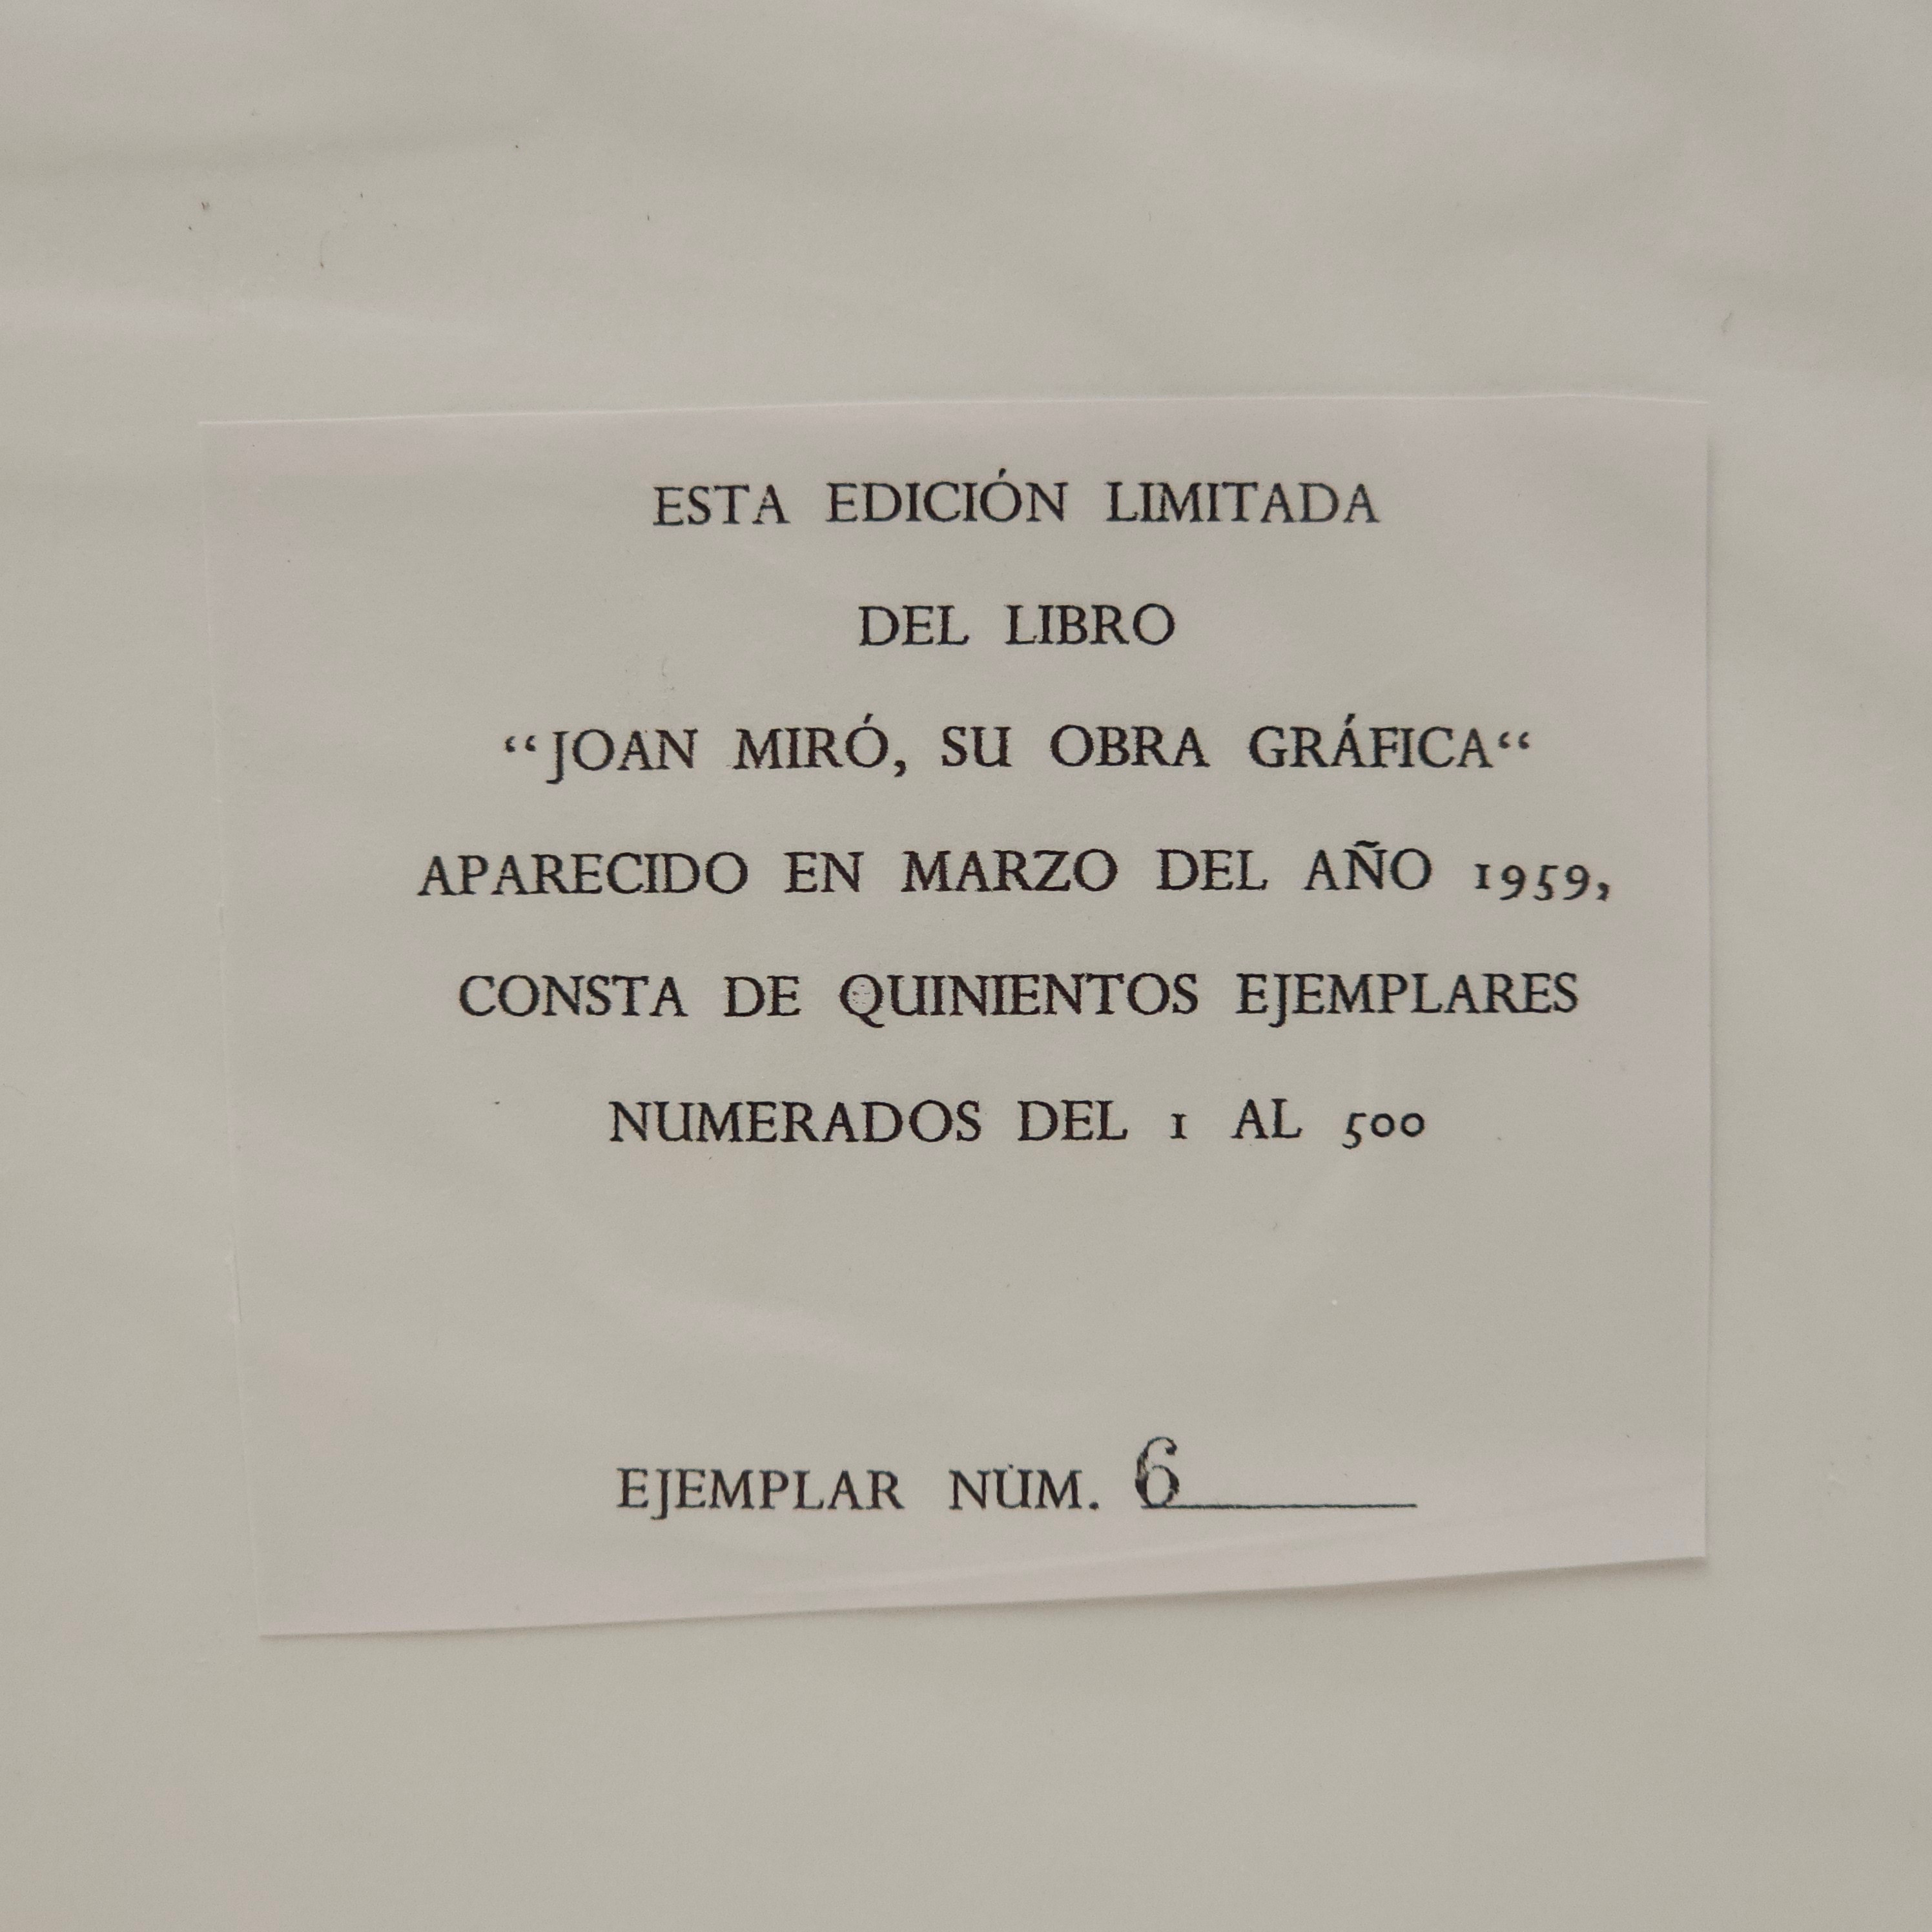 ESTA EDICIÓN LIMITADA
DEL LIBRO
“JOAN MIRÓ, SU OBRA GRÁFICA“
APARECIDO EN MARZO DEL AÑO 1959,
CONSTA DE QUINIENTOS EJEMPLARES
NUMERADOS DEL 1 AL 500
EJEMPLAR NÚM. 6